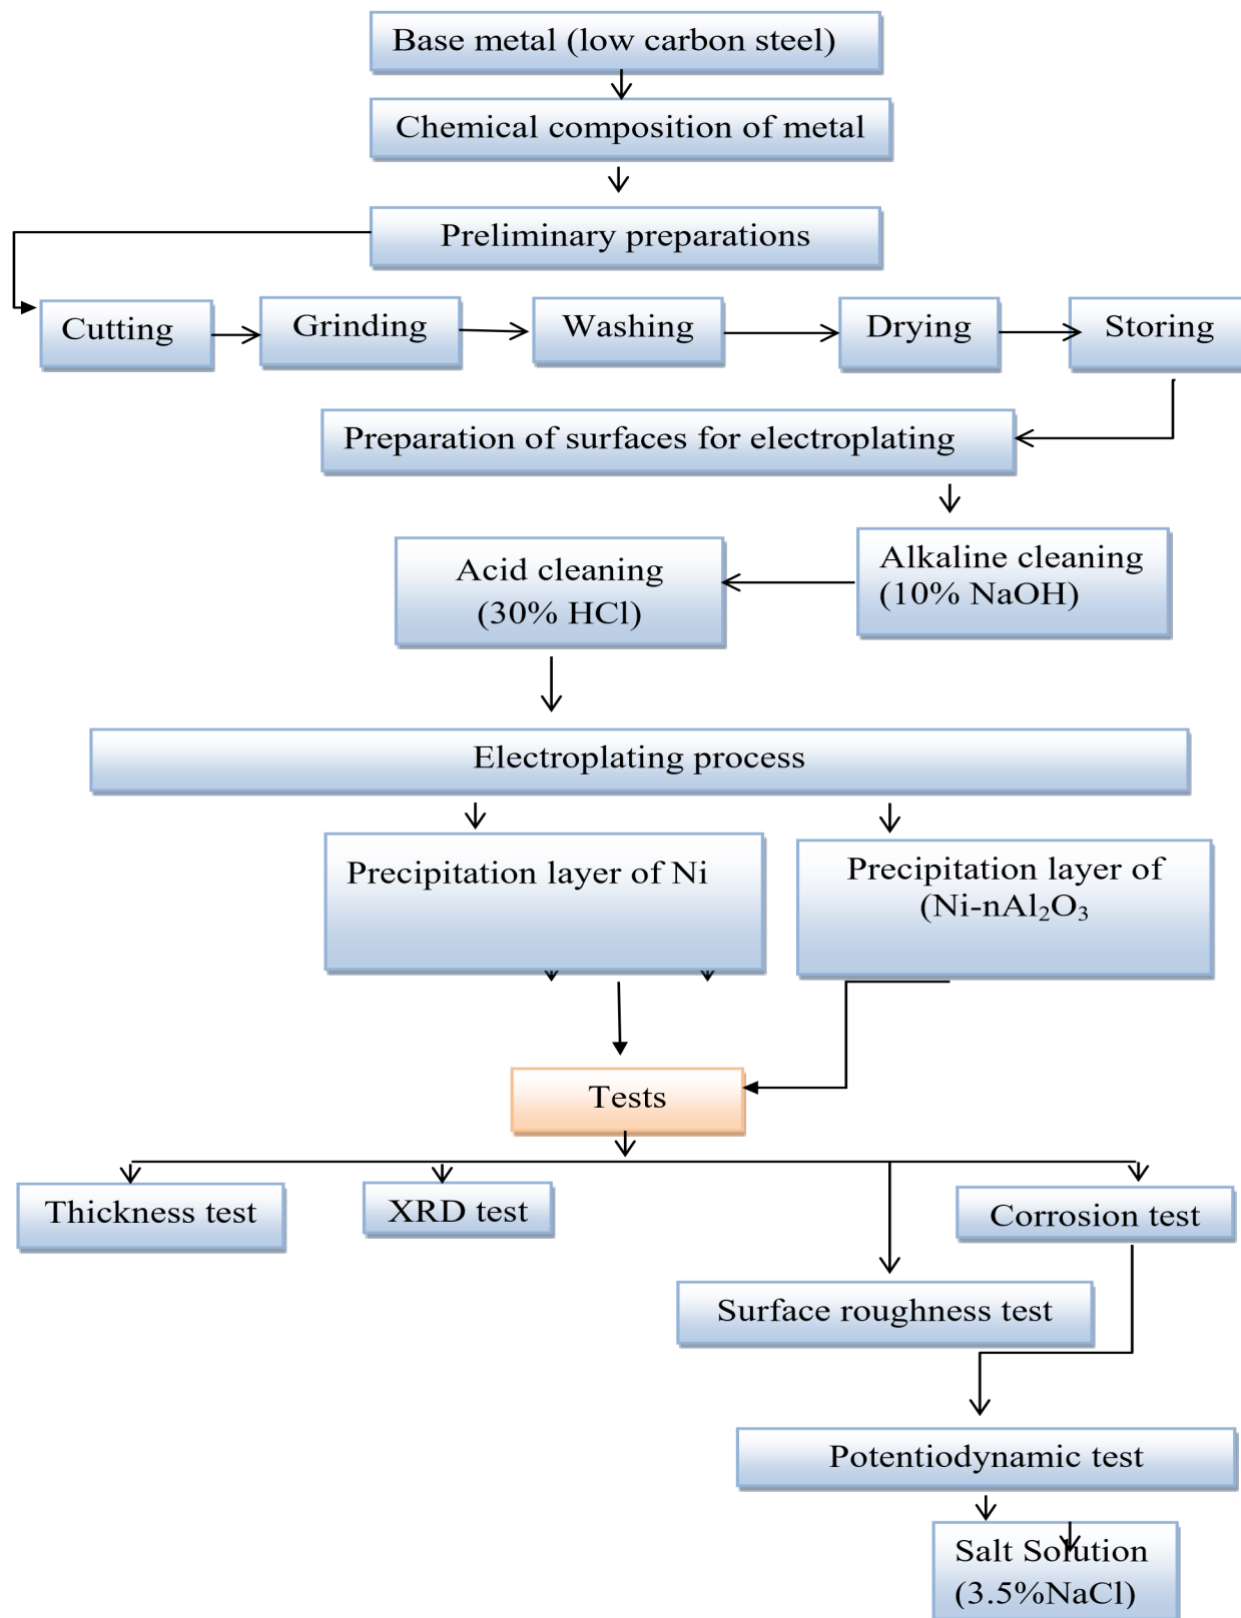 Base metal (low carbon steel)
Chemical composition of metal
Preliminary preparations
Cutting
Grinding
Washing
Drying
Storing
Preparation of surfaces for electroplating
Alkaline cleaning
(10% NaOH)
Acid cleaning
(30% HCl)
Electroplating process
Precipitation layer of Ni
Precipitation layer of
(Ni-nAl₂O₃
Tests
Thickness test
XRD test
Corrosion test
Surface roughness test
Potentiodynamic test
Salt Solution
(3.5%NaCl)